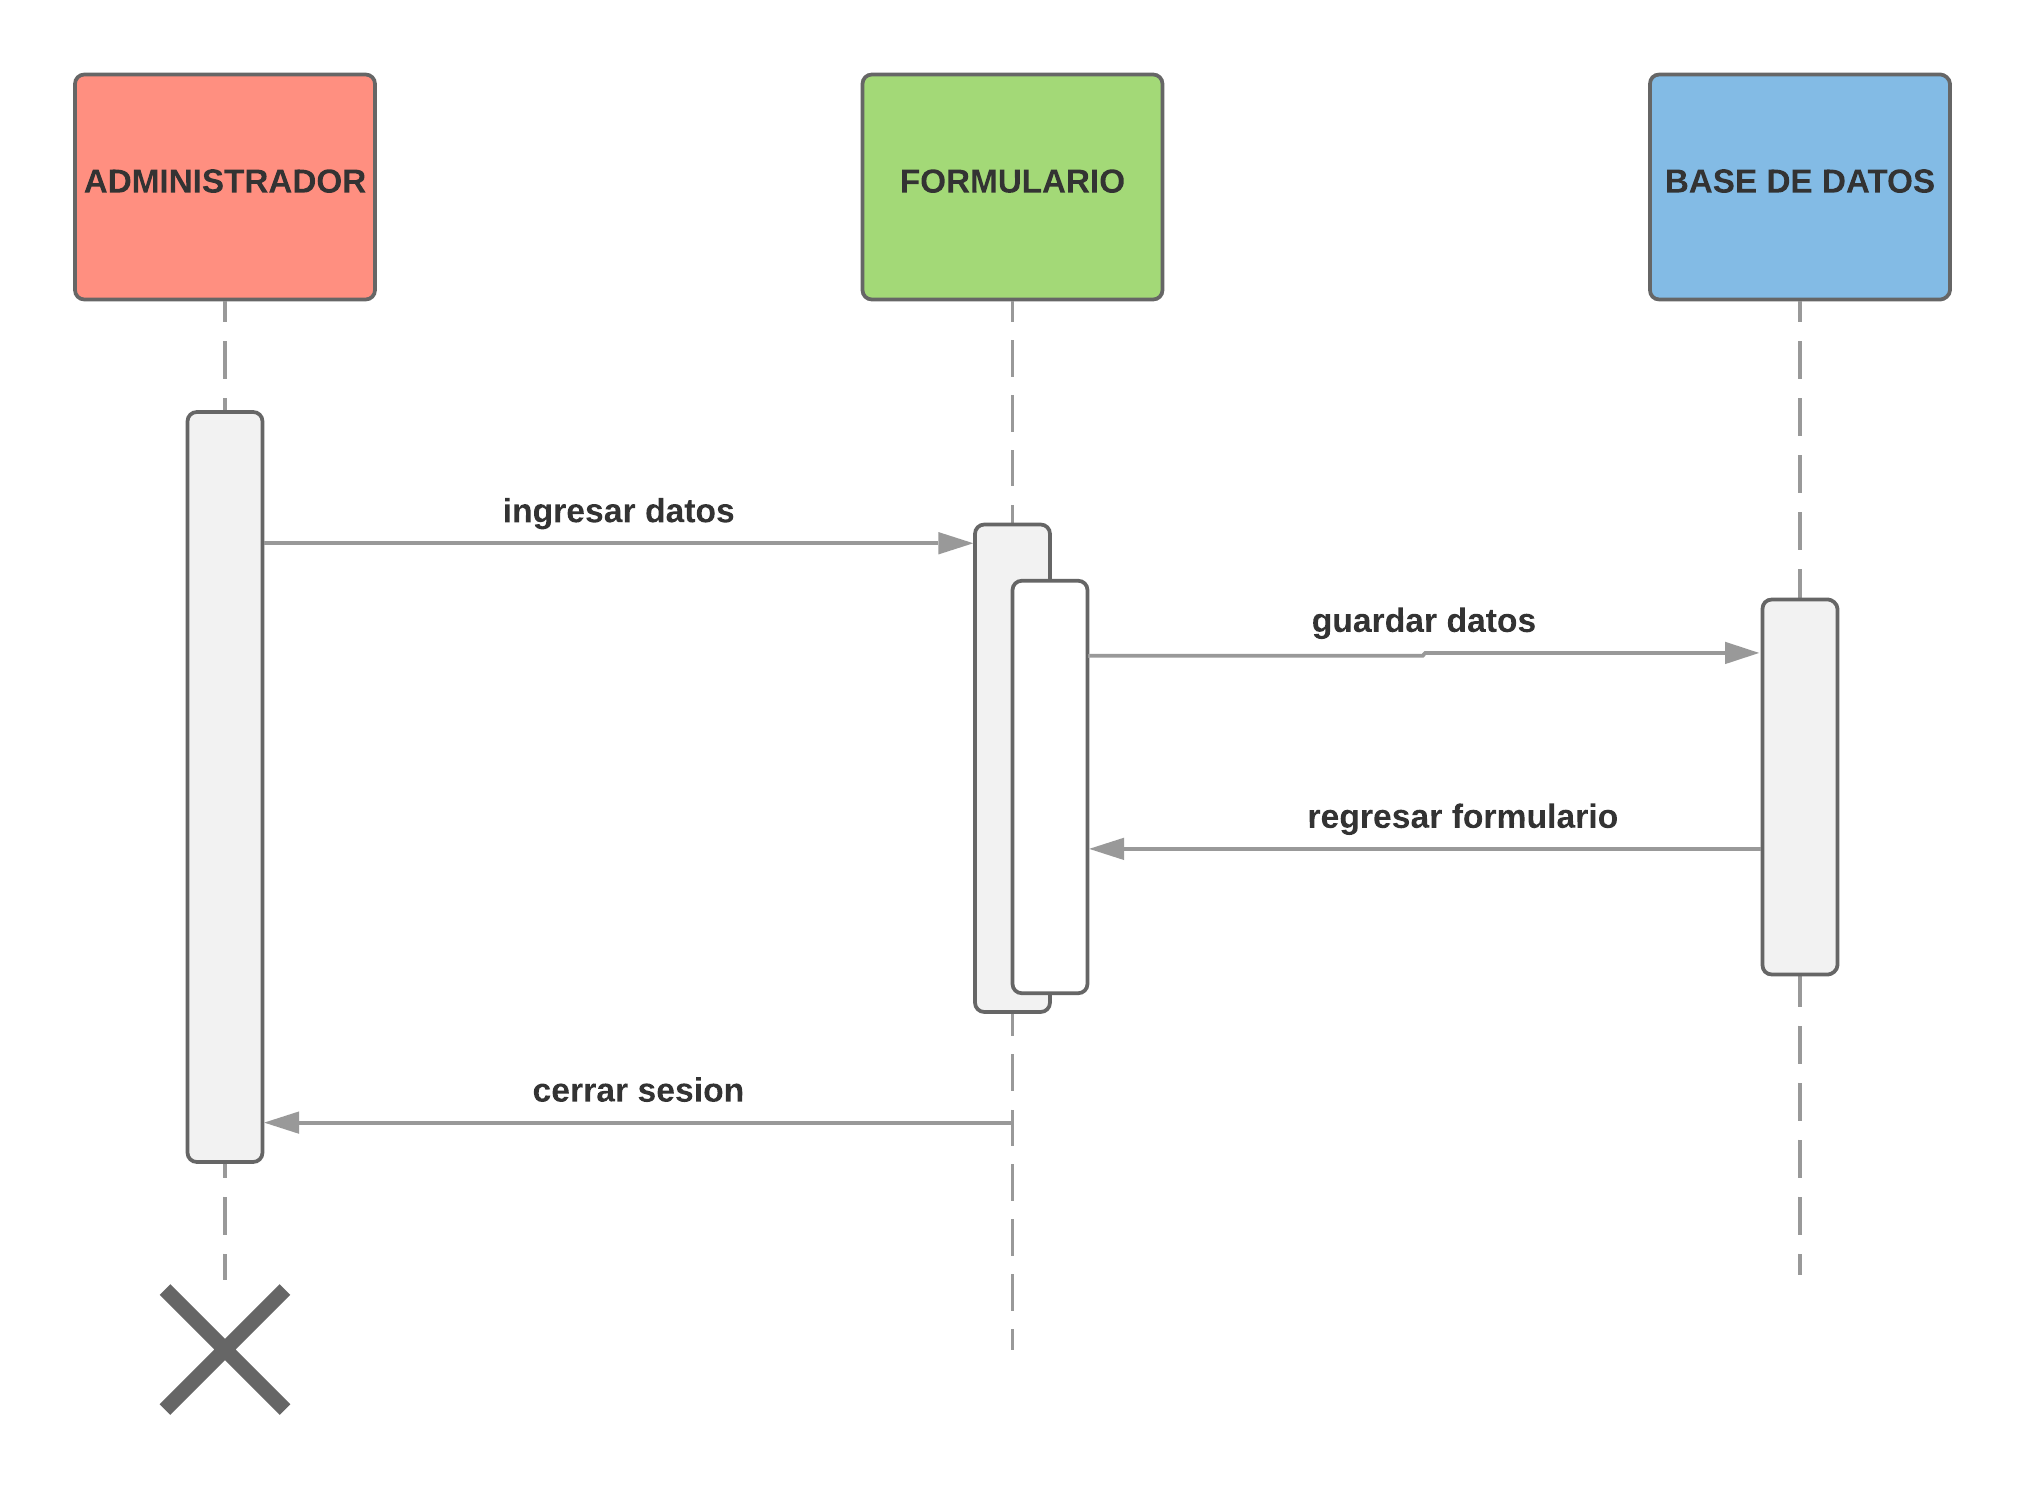 ADMINISTRADOR
FORMULARIO
BASE DE DATOS
ingresar datos
guardar datos
regresar formulario
cerrar sesion